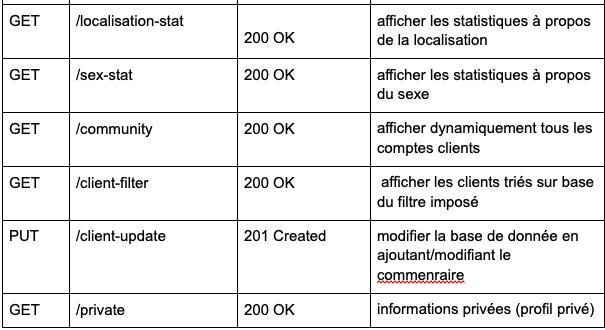 GET /localisation-stat 200 OK afficher les statistiques à propos
de la localisation
GET /sex-stat 200 OK afficher les statistiques à propos
du sexe
GET /community 200 OK afficher dynamiquement tous les
comptes clients
GET /client-filter 200 OK afficher les clients triés sur base
du filtre imposé
PUT /client-update 201 Created modifier la base de donnée en
ajoutant/modifiant le
commenraire
GET /private 200 OK informations privées (profil privé)